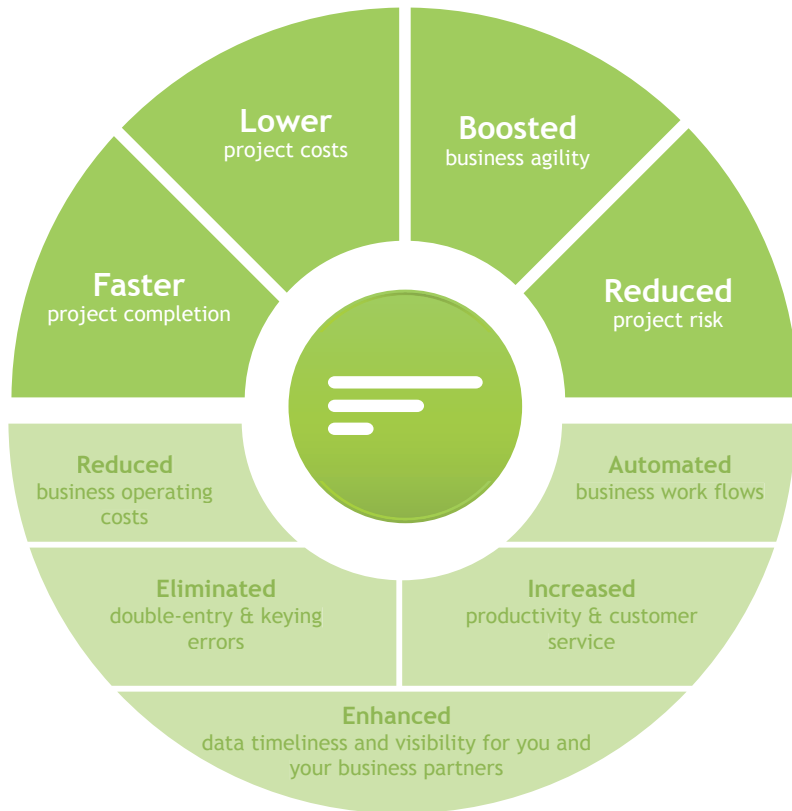 Lower
project costs
Boosted
business agility
Faster
project completion
Reduced
project risk
Reduced
business operating
costs
Automated
business work flows
Eliminated
double-entry & keying
errors
Increased
productivity & customer
service
Enhanced
data timeliness and visibility for you and
your business partners